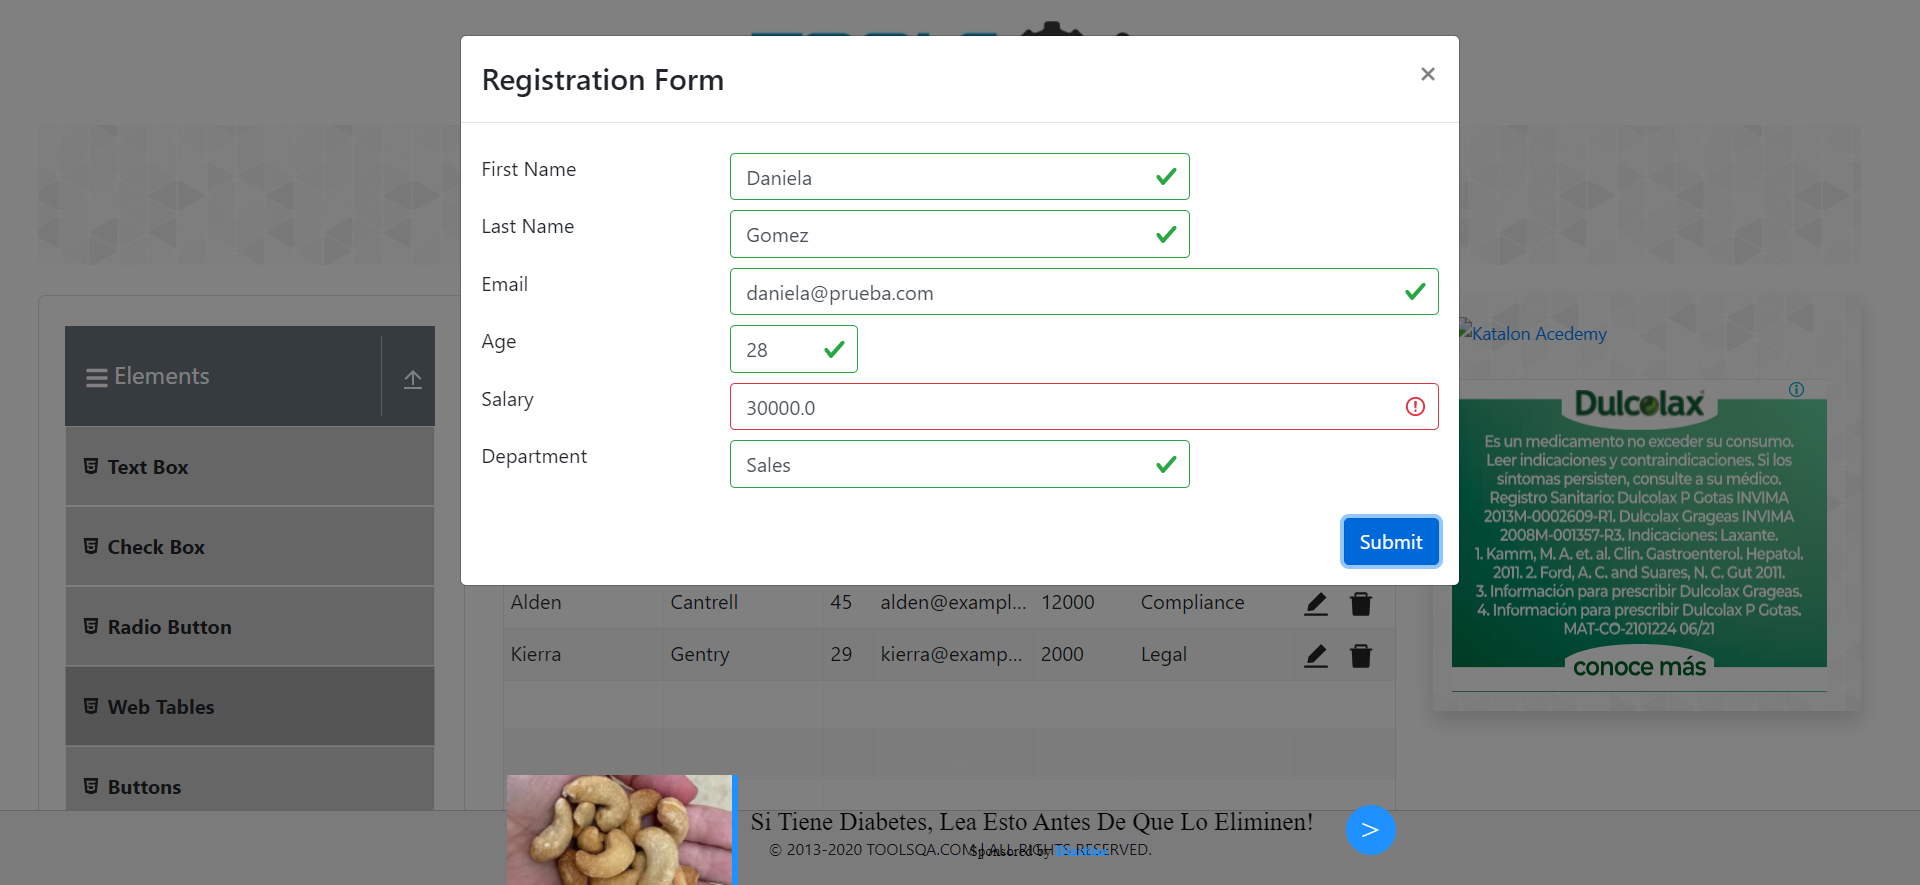 Registration Form
×
First Name
Daniela
Last Name
Gomez
Email
daniela@prueba.com
Age
28
Salary
30000.0
Department
Sales
Submit
Elements
Text Box
Check Box
Radio Button
Web Tables
Buttons
Alden Cantrell 45 alden@exampl... 12000 Compliance
Kierra Gentry 29 kierra@examp... 2000 Legal
Katalon Acedemy
Dulcolax
Es un medicamento no exceder su consumo.
Leer indicaciones y contraindicaciones. Si los
síntomas persisten, consulte a su médico.
Registro Sanitario: Dulcolax P Gotas INVIMA
2013M-0002609-R1. Dulcolax Grageas INVIMA
2008M-001357-R3. Indicaciones: Laxante.
1. Kamm, M. A. et. al. Clin. Gastroenterol. Hepatol.
2011. 2. Ford, A. C. and Suares, N. C. Gut 2011.
3. Información para prescribir Dulcolax Grageas.
4. Información para prescribir Dulcolax P Gotas.
MAT-CO-2101224 06/21
conoce más
Si Tiene Diabetes, Lea Esto Antes De Que Lo Eliminen!
>
© 2013-2020 TOOLSQA.COM | ALL RIGHTS RESERVED.
Sponsored by